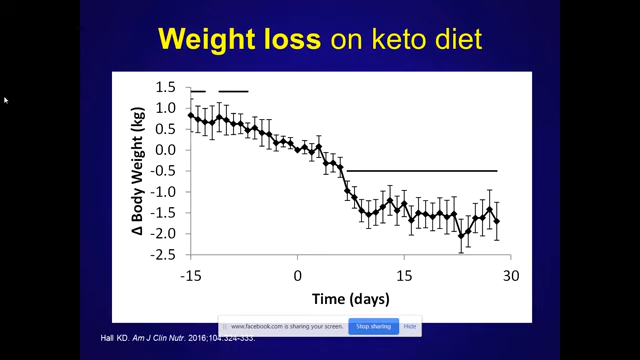 Weight loss on keto diet
1.5
1.0
0.5
0.0
-0.5
-1.0
-1.5
-2.0
-2.5
Δ Body Weight (kg)
-15
0
15
30
Time (days)
www.facebook.com is sharing your screen.
Stop sharing
Hide
Hall KD. Am J Clin Nutr. 2016;104:324-333.